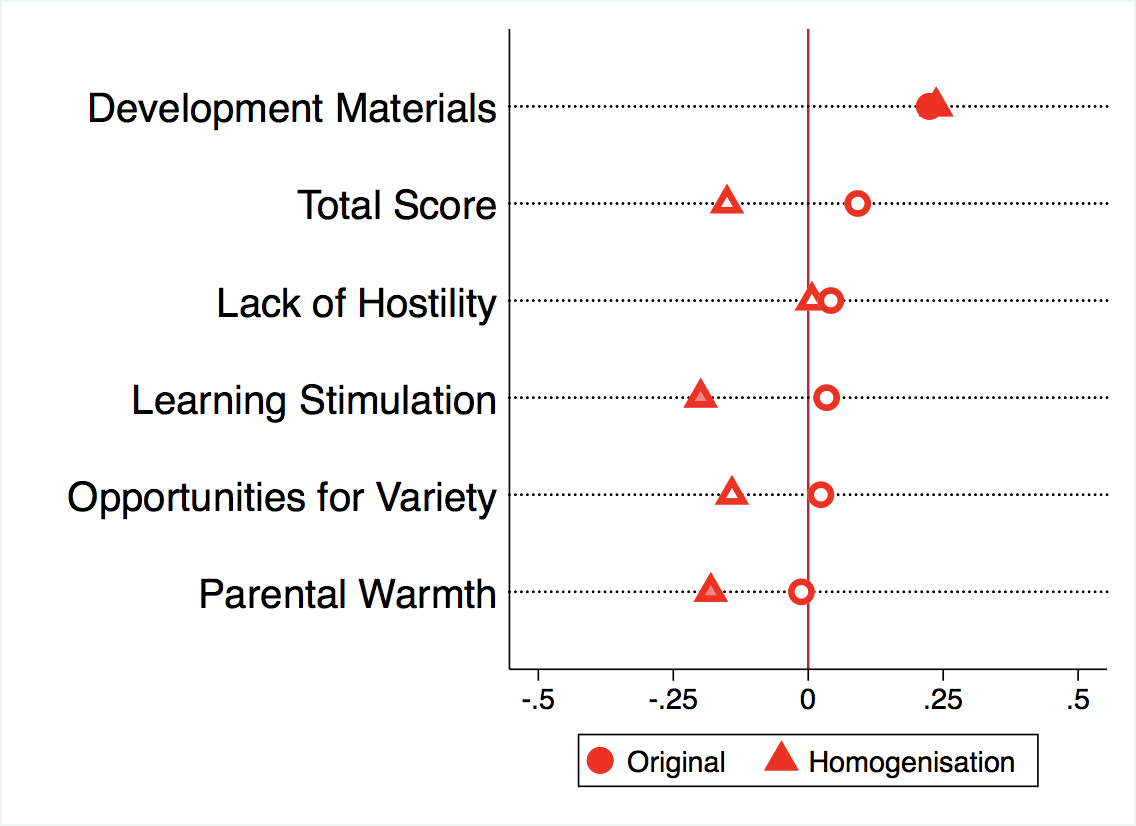 Development Materials
Total Score
Lack of Hostility
Learning Stimulation
Opportunities for Variety
Parental Warmth
-.5 -.25 0 .25 .5
Original Homogenisation